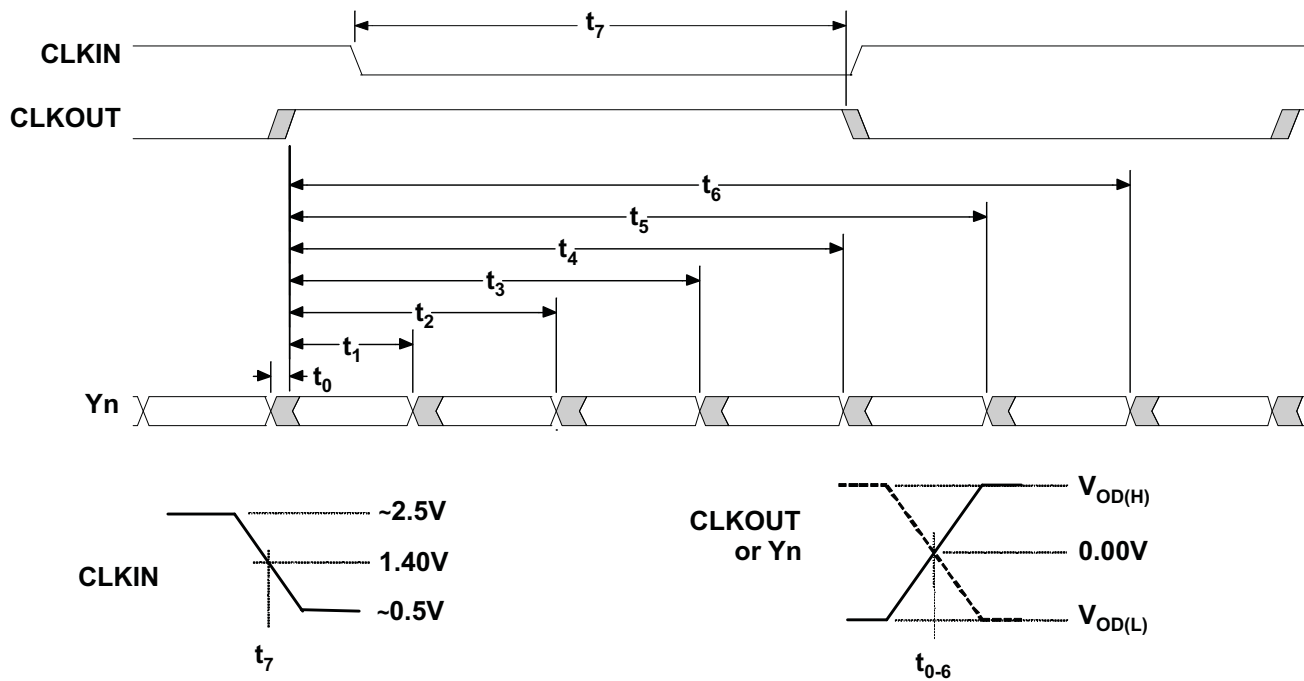 t7
CLKIN
CLKOUT
t6
t5
t4
t3
t2
t1
t0
Yn
~2.5V
1.40V
~0.5V
CLKIN
t7
CLKOUT
or Yn
VOD(H)
0.00V
VOD(L)
t0-6